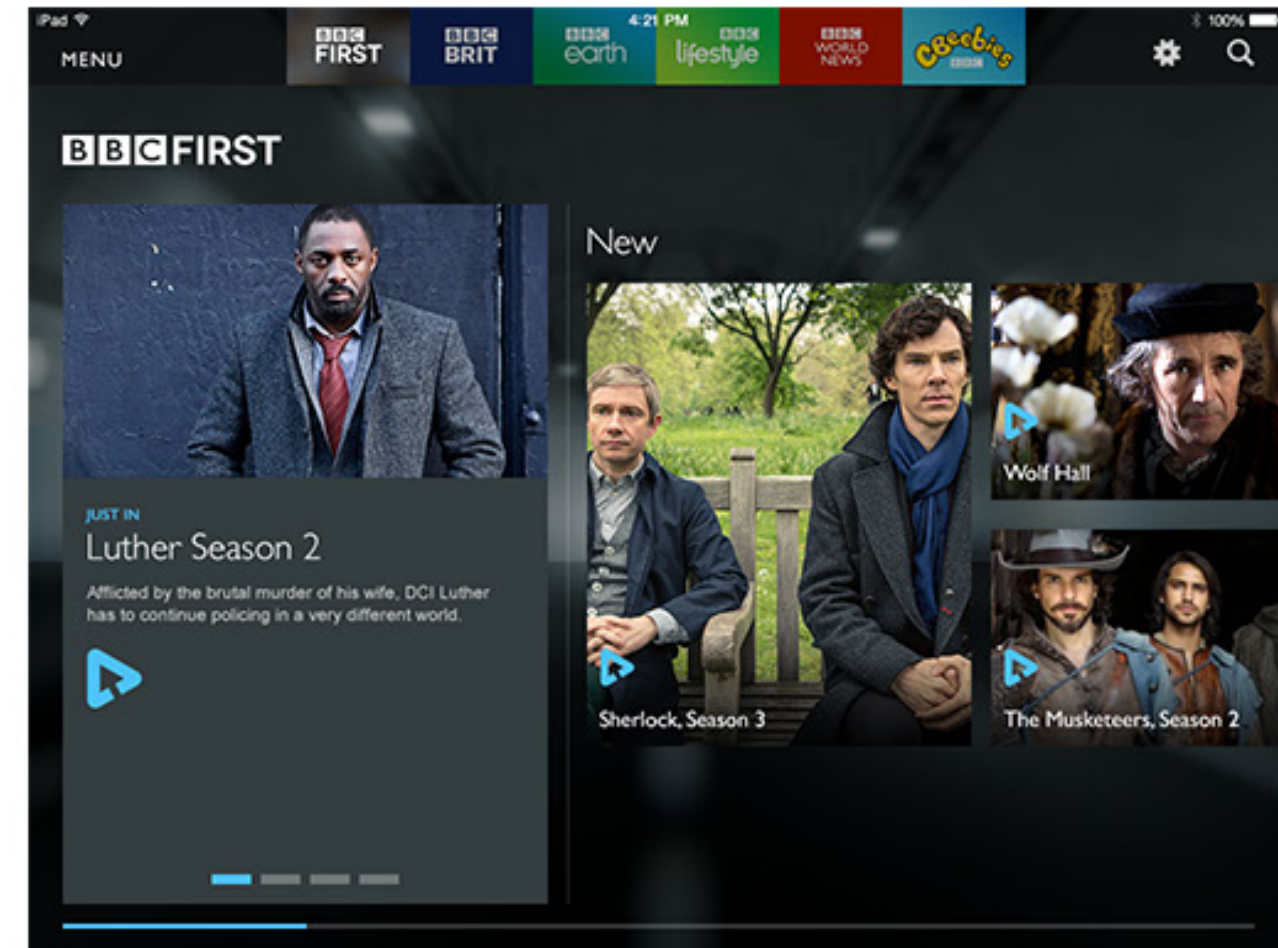 iPad 4:21 PM 100%
MENU
BBC FIRST
BBC BRIT
BBC earth
BBC lifestyle
BBC WORLD NEWS
CBeebies BBC
BBC FIRST
JUST IN
Luther Season 2
Afflicted by the brutal murder of his wife, DCI Luther
has to continue policing in a very different world.
New
Sherlock, Season 3
Wolf Hall
The Musketeers, Season 2